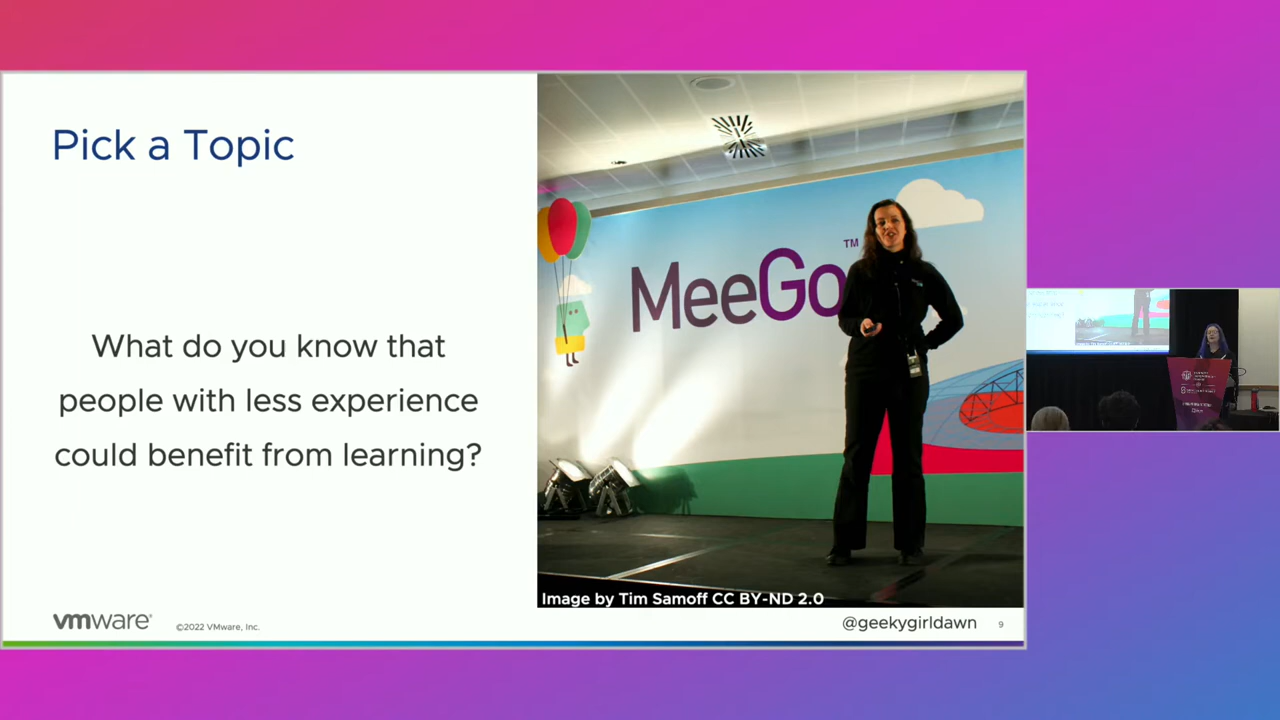 Pick a Topic
What do you know that
people with less experience
could benefit from learning?
MeeGo
TM
Image by Tim Samoff CC BY-ND 2.0
vmware®
©2022 VMware, Inc.
@geekygirldawn
9